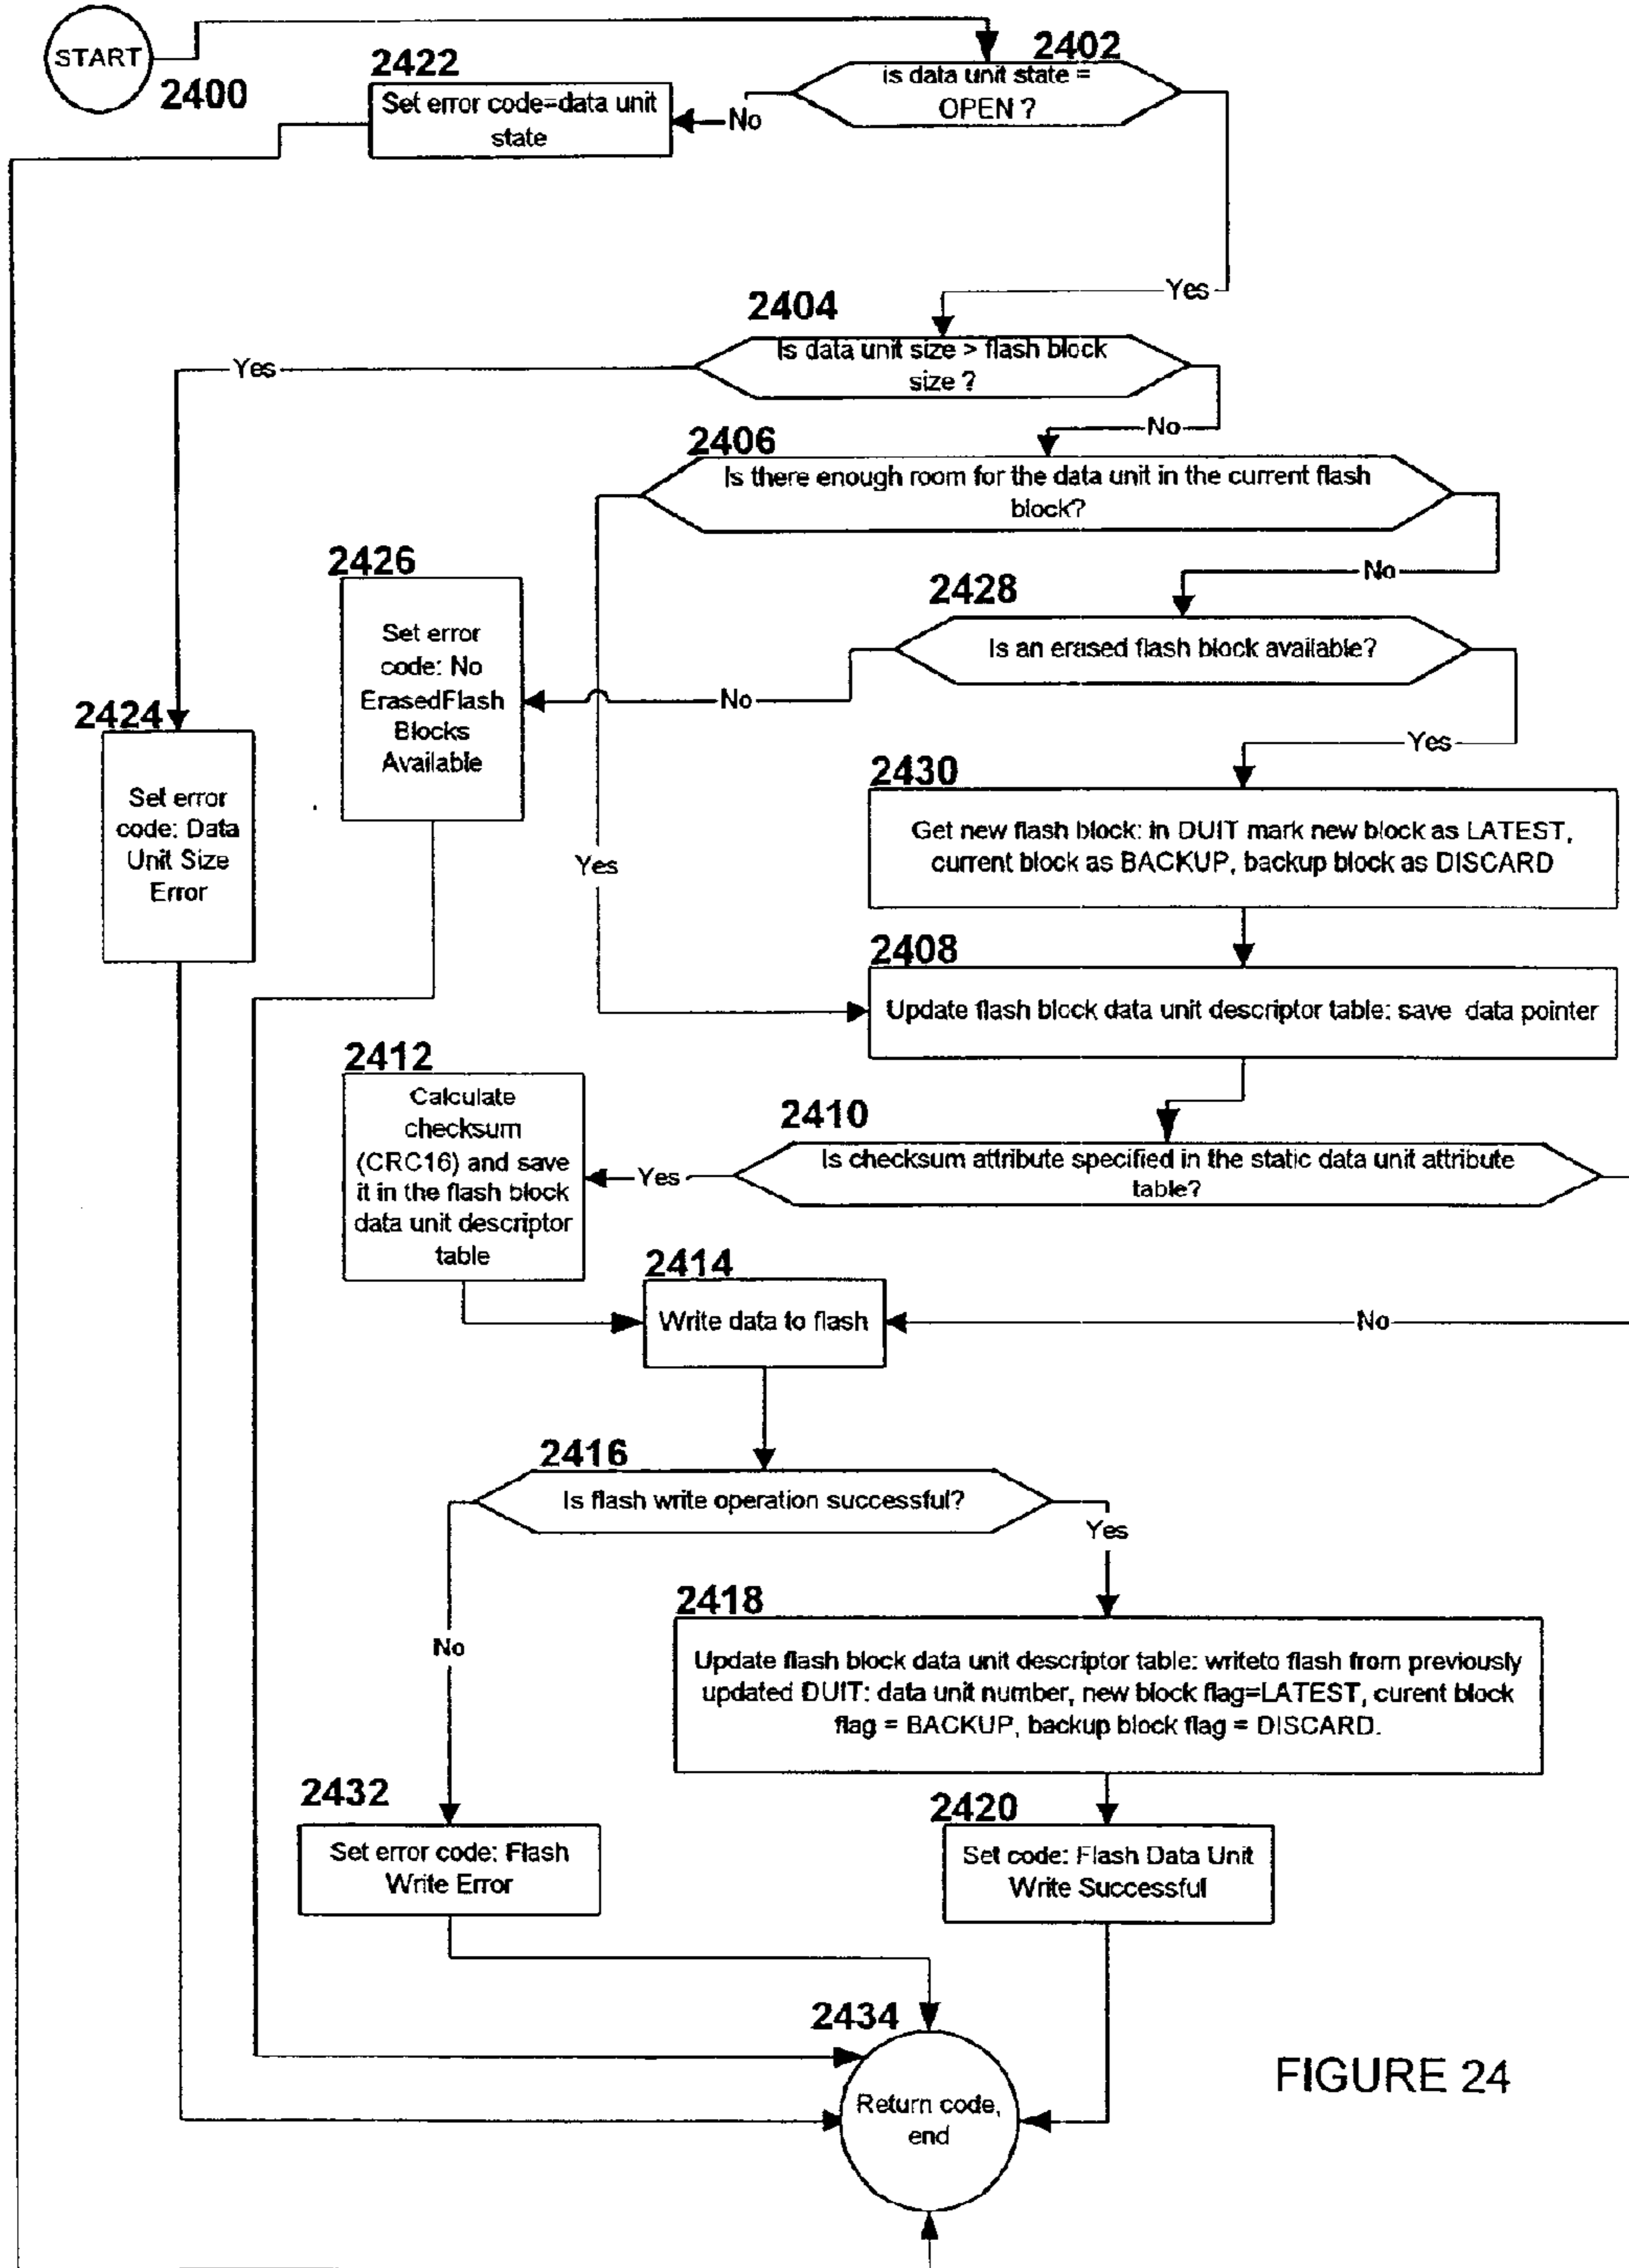 START
2400
2422
Set error code=data unit
state
No
2402
is data unit state =
OPEN ?
Yes
2404
Is data unit size > flash block
size ?
Yes
No
2406
Is there enough room for the data unit in the current flash
block?
No
2426
Set error
code: No
ErasedFlash
Blocks
Available
2428
Is an erased flash block available?
No
Yes
2424
Set error
code: Data
Unit Size
Error
Yes
2430
Get new flash block: in DUIT mark new block as LATEST,
current block as BACKUP, backup block as DISCARD
2408
Update flash block data unit descriptor table: save data pointer
2412
Calculate
checksum
(CRC16) and save
it in the flash block
data unit descriptor
table
2410
Is checksum attribute specified in the static data unit attribute
table?
Yes
2414
Write data to flash
No
2416
Is flash write operation successful?
Yes
No
2418
Update flash block data unit descriptor table: writeto flash from previously
updated DUIT: data unit number, new block flag=LATEST, curent block
flag = BACKUP, backup block flag = DISCARD.
2432
Set error code: Flash
Write Error
2420
Set code: Flash Data Unit
Write Successful
2434
Return code,
end
FIGURE 24